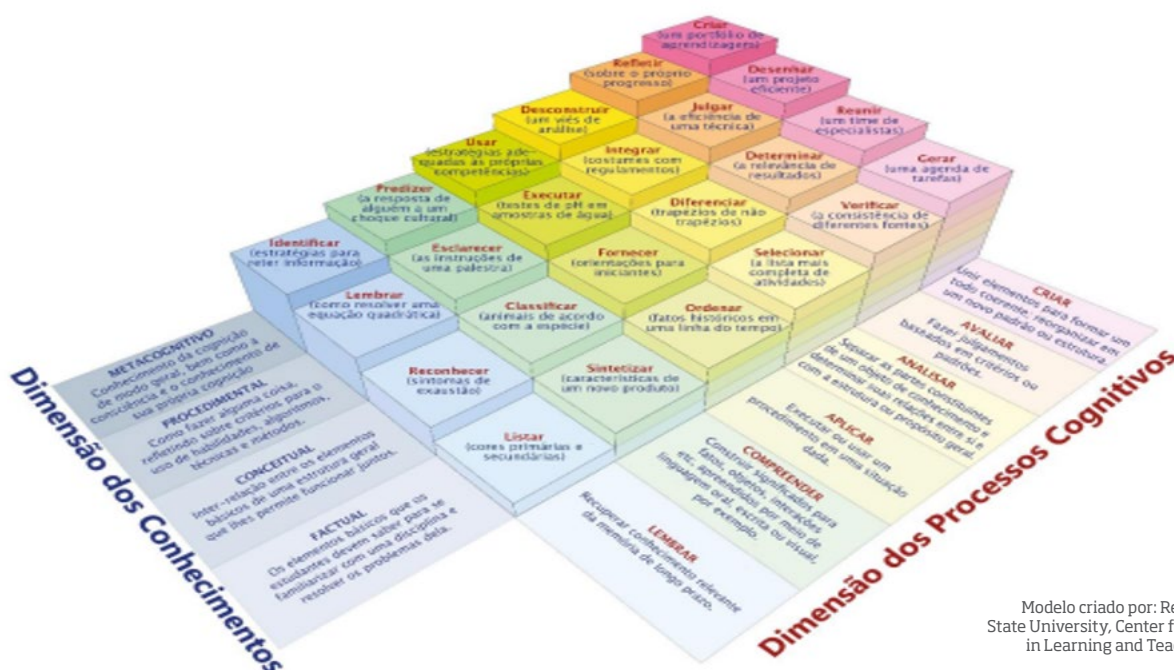 Criar
(um portfólio de
aprendizagem)
Refletir
(sobre o próprio
progresso)
Desenhar
(um projeto
eficiente)
Desconstruir
(um viés de
análise)
Julgar
(a eficiência de
uma técnica)
Reunir
(um time de
especialistas)
Usar
(estratégias ade-
quadas às próprias
competências)
Integrar
(costumes com
regulamentos)
Determinar
(a relevância de
resultados)
Gerar
(uma agenda de
tarefas)
Predizer
(a resposta de
alguém a um
choque cultural)
Executar
(testes de pH em
amostras de água)
Diferenciar
(trapézios de não
trapézios)
Verificar
(a consistência de
diferentes fontes)
Identificar
(estratégias para
reter informação)
Esclarecer
(as instruções de
uma palestra)
Fornecer
(orientações para
iniciantes)
Selecionar
(a lista mais
completa de
atividades)
Lembrar
(como resolver uma
equação quadrática)
Classificar
(animais de acordo
com a espécie)
Ordenar
(fatos históricos em
uma linha do tempo)
Reconhecer
(sintomas de
exaustão)
Sintetizar
(características de
um novo produto)
Listar
(cores primárias e
secundárias)
METACOGNITIVO
Conhecimento da cognição
de modo geral, bem como a
consciência e o conhecimento de
sua própria cognição
PROCEDIMENTAL
Como fazer alguma coisa,
refletindo sobre critérios para o
uso de habilidades, algoritmos,
técnicas e métodos.
CONCEITUAL
Inter-relação entre os elementos
básicos de uma estrutura geral
que lhes permite funcional juntos.
FACTUAL
Os elementos básicos que os
estudantes devem saber para se
familiarizar com uma disciplina e
resolver os problemas dela.
Dimensão dos Conhecimentos
CRIAR
Unir elementos para formar um
todo coerente, reorganizar em
um novo padrão ou estrutura.
AVALIAR
Fazer julgamentos
baseados em critérios ou
padrões.
ANALISAR
Separar as partes constituintes
de um objeto de conhecimento e
determinar suas relações entre si e
com a estrutura ou propósito geral.
APLICAR
Executar ou usar um
procedimento em uma situação
dada.
COMPREENDER
Construir significados para
fatos, objetos, interações
etc, apreendidos por meio de
linguagem oral, escrita ou visual,
por exemplo.
LEMBRAR
Recuperar conhecimento relevante
da memória de longo prazo.
Dimensão dos Processos Cognitivos
Modelo criado por: Re
State University, Center f
in Learning and Tea